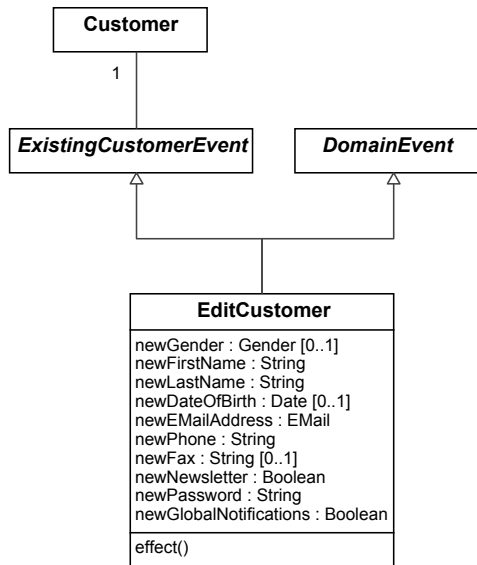 Customer
1
ExistingCustomerEvent
DomainEvent
EditCustomer
newGender : Gender [0..1]
newFirstName : String
newLastName : String
newDateOfBirth : Date [0..1]
newEMailAddress : EMail
newPhone : String
newFax : String [0..1]
newNewsletter : Boolean
newPassword : String
newGlobalNotifications : Boolean
effect()